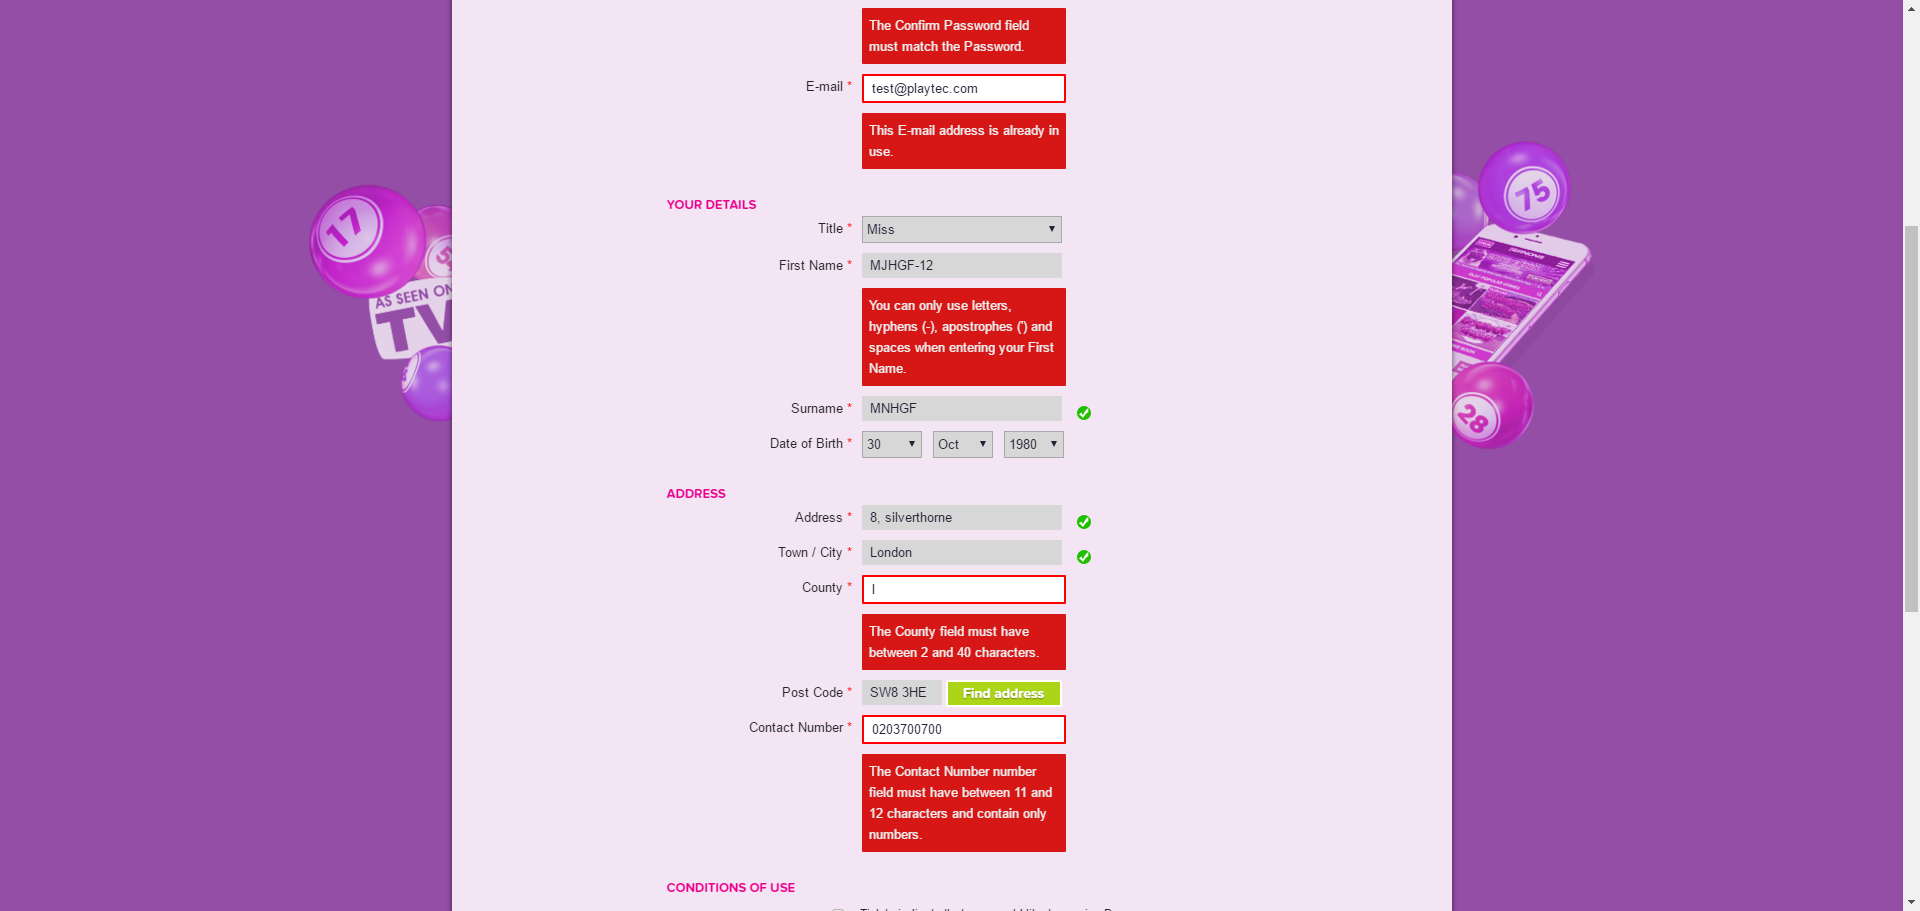 The Confirm Password field
must match the Password.
E-mail *
test@playtec.com
This E-mail address is already in
use.
YOUR DETAILS
Title *
Miss
First Name *
MJHGF-12
You can only use letters,
hyphens (-), apostrophes (') and
spaces when entering your First
Name.
Surname *
MNHGF
Date of Birth *
30
Oct
1980
ADDRESS
Address *
8, silverthorne
Town / City *
London
County *
l
The County field must have
between 2 and 40 characters.
Post Code *
SW8 3HE
Find address
Contact Number *
0203700700
The Contact Number number
field must have between 11 and
12 characters and contain only
numbers.
CONDITIONS OF USE
17
AS SEEN ON
TV
75
28